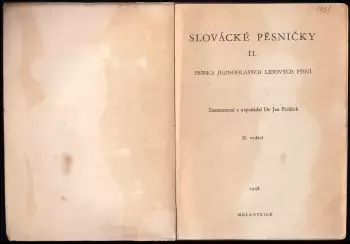 SLOVÁCKÉ PĚSNIČKY
II.
SBÍRKA JEDNOHLASÝCH LIDOVÝCH PÍSNÍ
Zaznamenal a uspořádal Dr Jan Poláček
II. vydání
1948
MELANTRICH